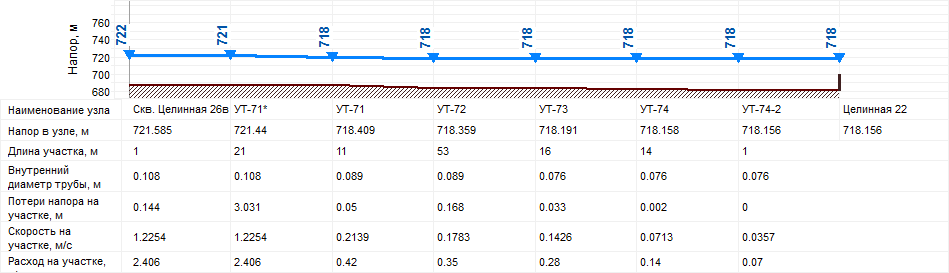 Напор, м
760
740
720
700
680
722
721
718
718
718
718
718
718
Наименование узла Скв. Целинная 26в УТ-71* УТ-71 УТ-72 УТ-73 УТ-74 УТ-74-2 Целинная 22
Напор в узле, м 721.585 721.44 718.409 718.359 718.191 718.158 718.156 718.156
Длина участка, м 1 21 11 53 16 14 1
Внутренний
диаметр трубы, м 0.108 0.108 0.089 0.089 0.076 0.076 0.076
Потери напора на
участке, м 0.144 3.031 0.05 0.168 0.033 0.002 0
Скорость на
участке, м/с 1.2254 1.2254 0.2139 0.1783 0.1426 0.0713 0.0357
Расход на участке, 2.406 2.406 0.42 0.35 0.28 0.14 0.07